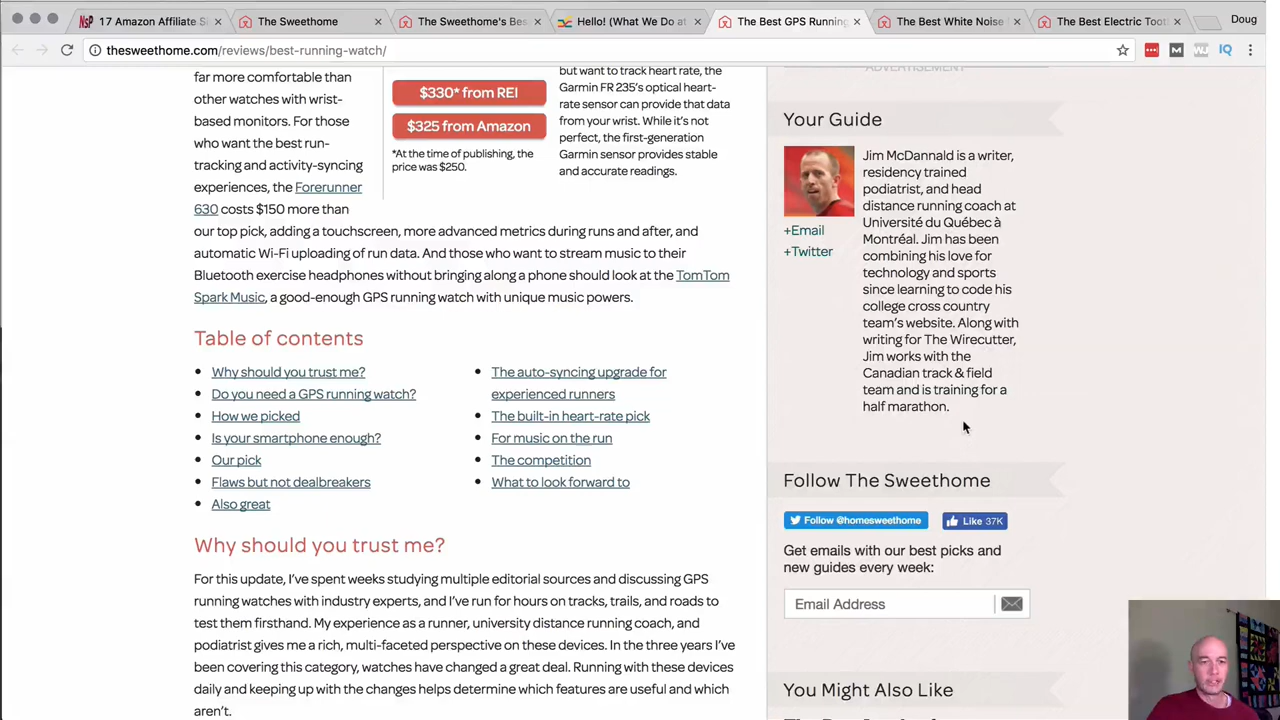 17 Amazon Affiliate Si
The Sweethome
The Sweethome's Bes
Hello! (What We Do at
The Best GPS Running
The Best White Noise
The Best Electric Toot
Doug
thesweethome.com/reviews/best-running-watch/
far more comfortable than
other watches with wrist-
based monitors. For those
who want the best run-
tracking and activity-syncing
experiences, the Forerunner
630 costs $150 more than
our top pick, adding a touchscreen, more advanced metrics during runs and after, and
automatic Wi-Fi uploading of run data. And those who want to stream music to their
Bluetooth exercise headphones without bringing along a phone should look at the TomTom
Spark Music, a good-enough GPS running watch with unique music powers.
$330* from REI
$325 from Amazon
*At the time of publishing, the
price was $250.
but want to track heart rate, the
Garmin FR 235's optical heart-
rate sensor can provide that data
from your wrist. While it's not
perfect, the first-generation
Garmin sensor provides stable
and accurate readings.
Table of contents
Why should you trust me?
Do you need a GPS running watch?
How we picked
Is your smartphone enough?
Our pick
Flaws but not dealbreakers
Also great
The auto-syncing upgrade for
experienced runners
The built-in heart-rate pick
For music on the run
The competition
What to look forward to
Why should you trust me?
For this update, I've spent weeks studying multiple editorial sources and discussing GPS
running watches with industry experts, and I've run for hours on tracks, trails, and roads to
test them firsthand. My experience as a runner, university distance running coach, and
podiatrist gives me a rich, multi-faceted perspective on these devices. In the three years I've
been covering this category, watches have changed a great deal. Running with these devices
daily and keeping up with the changes helps determine which features are useful and which
aren't.
ADVERTISEMENT
Your Guide
+Email
+Twitter
Jim McDannald is a writer,
residency trained
podiatrist, and head
distance running coach at
Université du Québec à
Montréal. Jim has been
combining his love for
technology and sports
since learning to code his
college cross country
team's website. Along with
writing for The Wirecutter,
Jim works with the
Canadian track & field
team and is training for a
half marathon.
Follow The Sweethome
Follow @homesweethome
Like 37K
Get emails with our best picks and
new guides every week:
Email Address
You Might Also Like